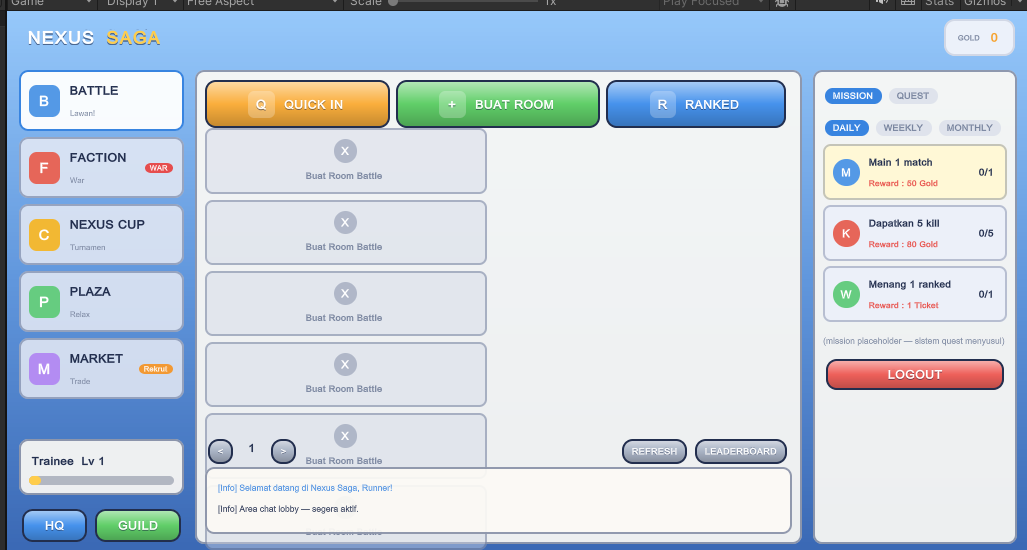 Game Display 1 Free Aspect Scale 1x Play Focused Stats Gizmos
NEXUS SAGA
GOLD 0
B BATTLE
Lawan!
F FACTION
War
WAR
C NEXUS CUP
Turnamen
P PLAZA
Relax
M MARKET
Trade
Rekrut
Trainee Lv 1
HQ GUILD
Q QUICK IN
+ BUAT ROOM
R RANKED
X
Buat Room Battle
X
Buat Room Battle
X
Buat Room Battle
X
Buat Room Battle
X
Buat Room Battle
< 1 >
REFRESH LEADERBOARD
[Info] Selamat datang di Nexus Saga, Runner!
[Info] Area chat lobby — segera aktif.
Buat Room Battle
MISSION QUEST
DAILY WEEKLY MONTHLY
M Main 1 match
Reward : 50 Gold
0/1
K Dapatkan 5 kill
Reward : 80 Gold
0/5
W Menang 1 ranked
Reward : 1 Ticket
0/1
(mission placeholder — sistem quest menyusul)
LOGOUT